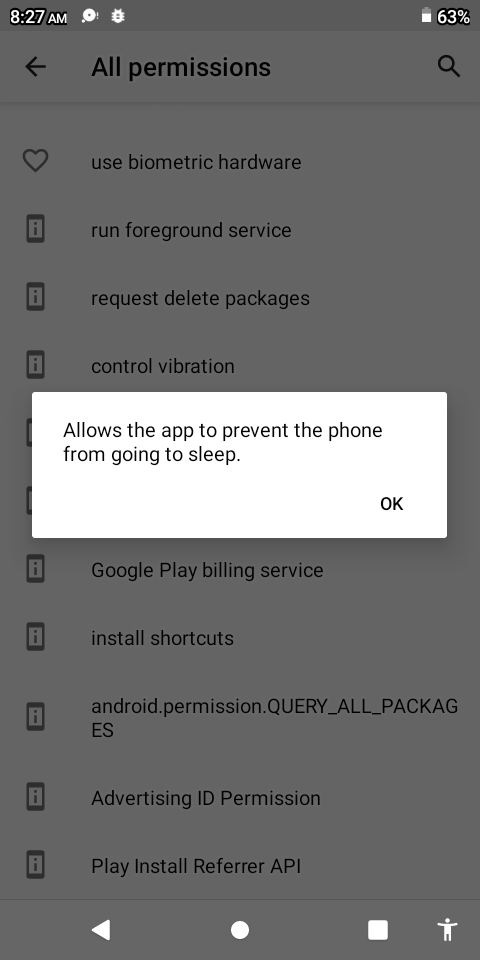 8:27 AM
63%
All permissions
use biometric hardware
run foreground service
request delete packages
control vibration
Allows the app to prevent the phone
from going to sleep.
OK
Google Play billing service
install shortcuts
android.permission.QUERY_ALL_PACKAG
ES
Advertising ID Permission
Play Install Referrer API